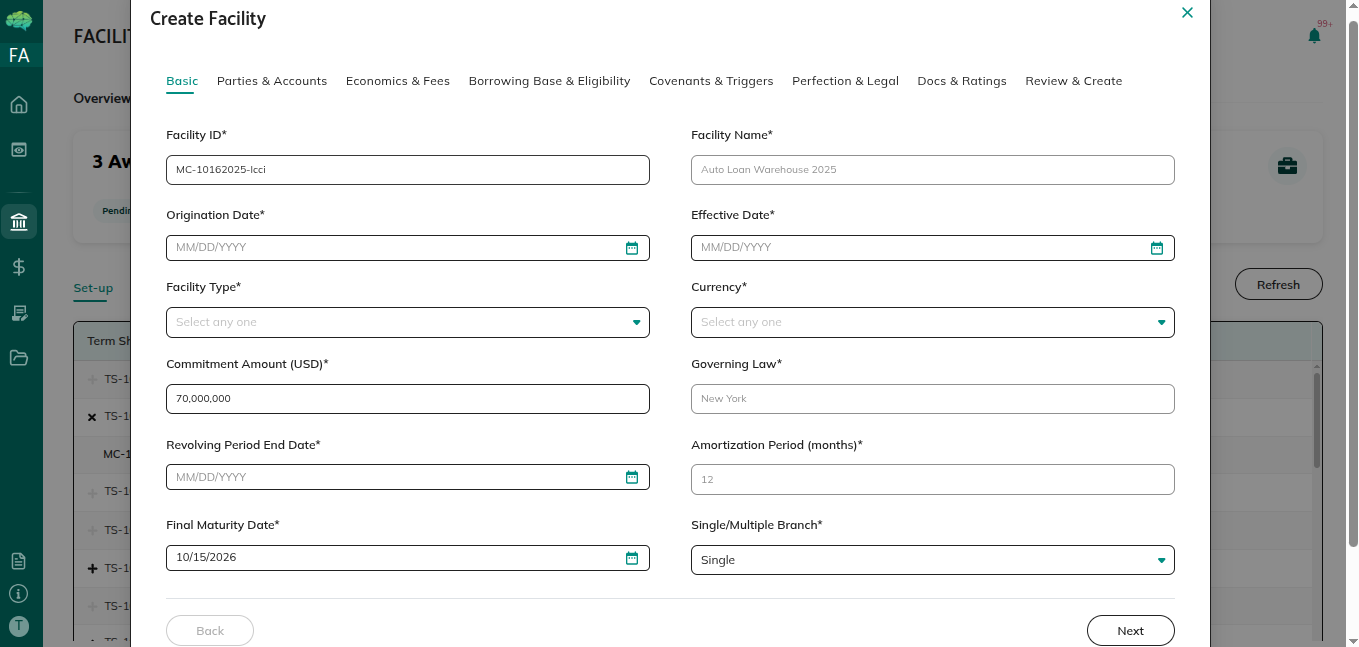 Create Facility
99+
FA
FACILIT
Basic Parties & Accounts Economics & Fees Borrowing Base & Eligibility Covenants & Triggers Perfection & Legal Docs & Ratings Review & Create
Overview
Facility ID* Facility Name*
3 Aw
MC-10162025-lcci Auto Loan Warehouse 2025
Pendin
Origination Date* Effective Date*
MM/DD/YYYY MM/DD/YYYY
Set-up
Facility Type* Currency*
Refresh
Select any one Select any one
Term Sh
Commitment Amount (USD)* Governing Law*
TS-1
70,000,000 New York
TS-1
Revolving Period End Date* Amortization Period (months)*
MC-1
MM/DD/YYYY 12
TS-1
Final Maturity Date* Single/Multiple Branch*
TS-1
10/15/2026 Single
TS-1
TS-1
Back Next
T
TS-1